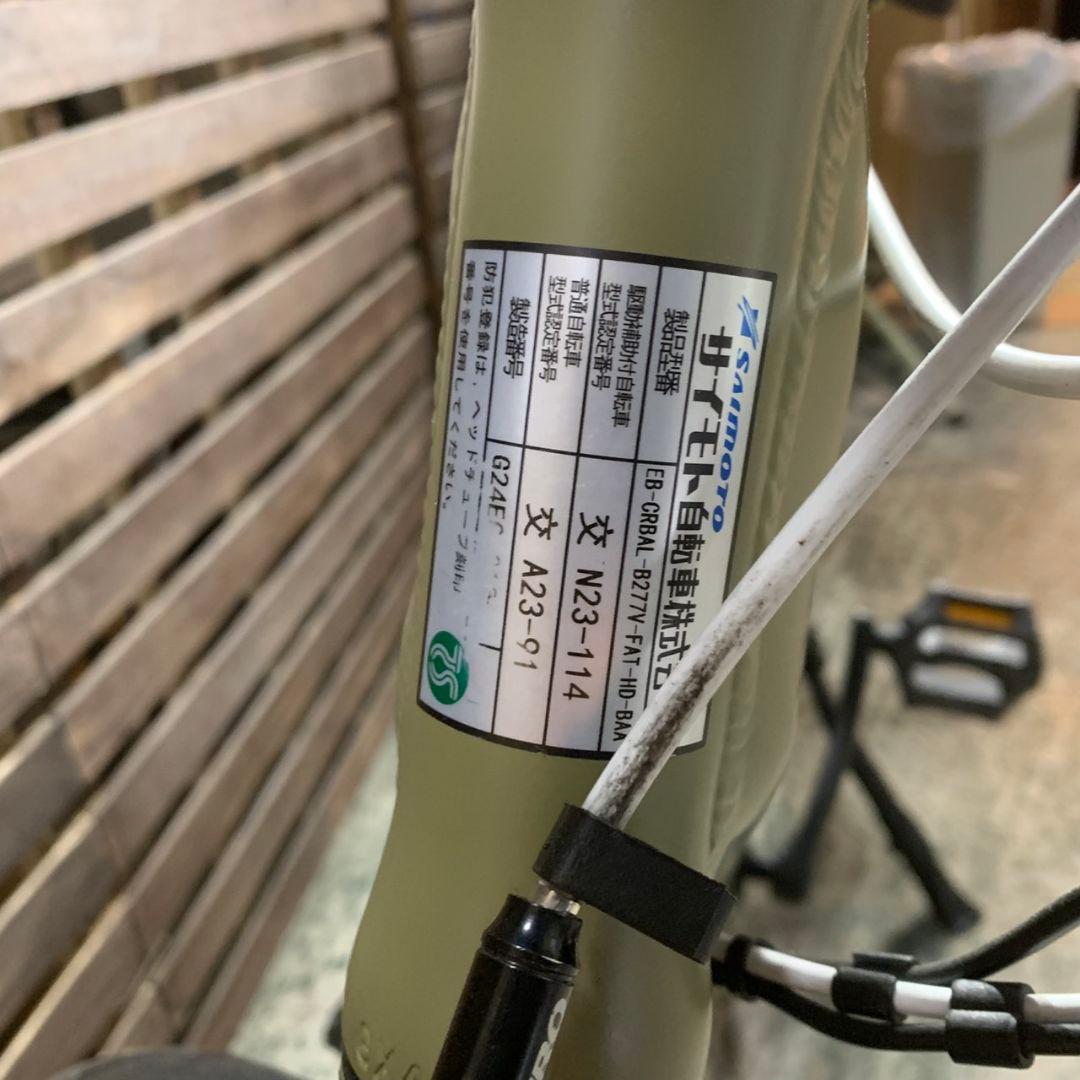 SAIMOTO
サイモト自転車株式会
製品型番 EB-CRBAL-B277V-FAT-HD-BAA
駆動補助付自転車
型式認定番号 交 N23-114
普通自転車
型式認定番号 交 A23-91
製造番号 G24E
防犯登録は、ヘッドチューブ刻印
番号を使用してください。